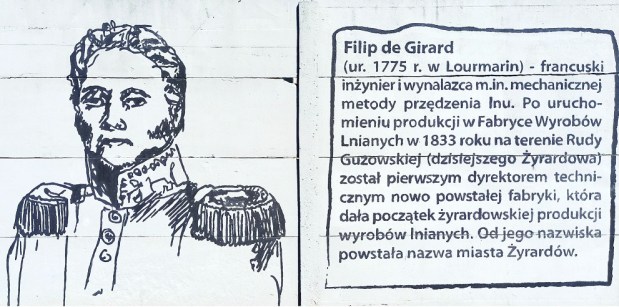 Filip de Girard
(ur. 1775 r. w Lourmarin) - francuski
inżynier i wynalazca m.in. mechanicznej
metody przędzenia lnu. Po urucho-
mieniu produkcji w Fabryce Wyrobów
Lnianych w 1833 roku na terenie Rudy
Guzowskiej (dzisiejszego Żyrardowa)
został pierwszym dyrektorem techni-
cznym nowo powstałej fabryki, która
dała początek żyrardowskiej produkcji
wyrobów lnianych. Od jego nazwiska
powstała nazwa miasta Żyrardów.